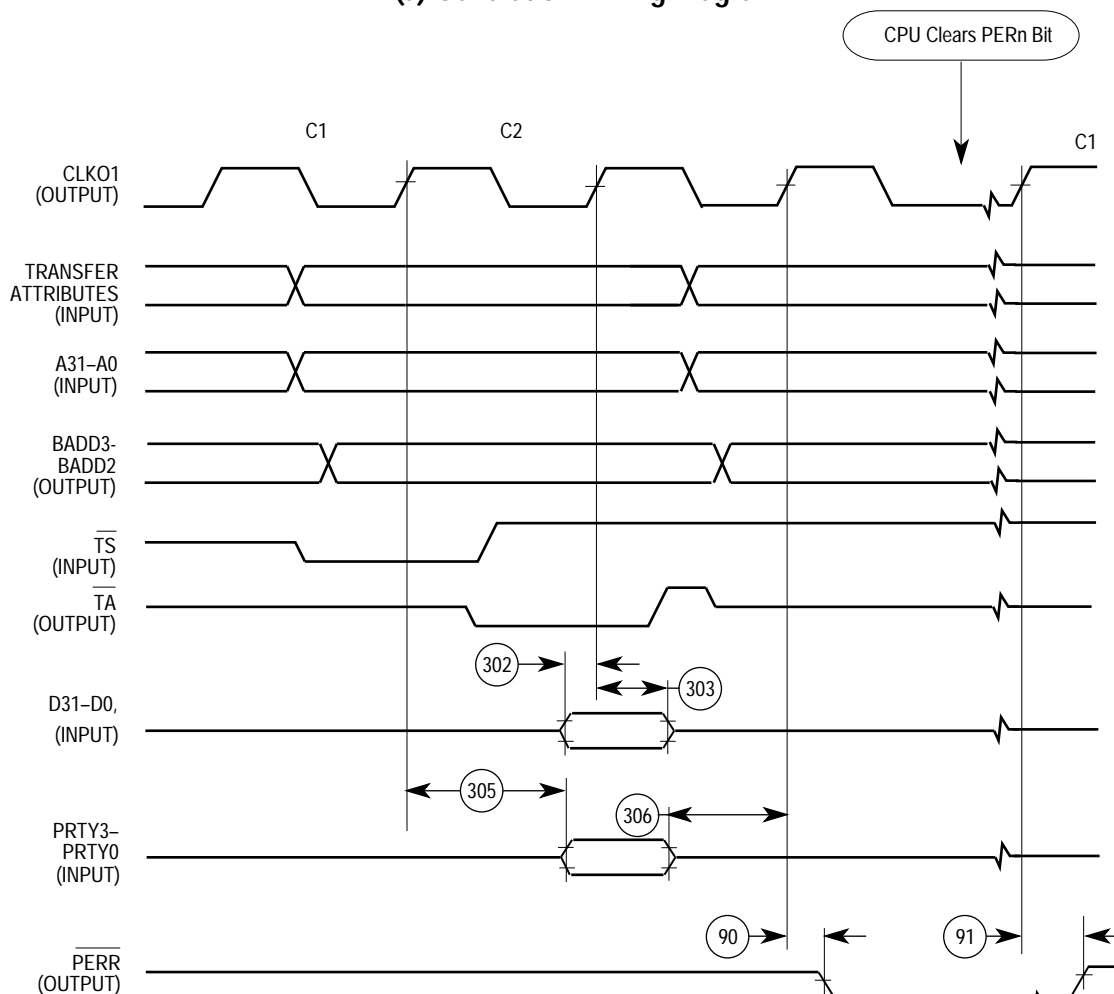 CPU Clears PERn Bit
C1
C2
C1
CLKO1
(OUTPUT)
TRANSFER
ATTRIBUTES
(INPUT)
A31–A0
(INPUT)
BADD3-
BADD2
(OUTPUT)
TS
(INPUT)
TA
(OUTPUT)
302
303
D31–D0,
(INPUT)
305
306
PRTY3–
PRTY0
(INPUT)
90
91
PERR
(OUTPUT)